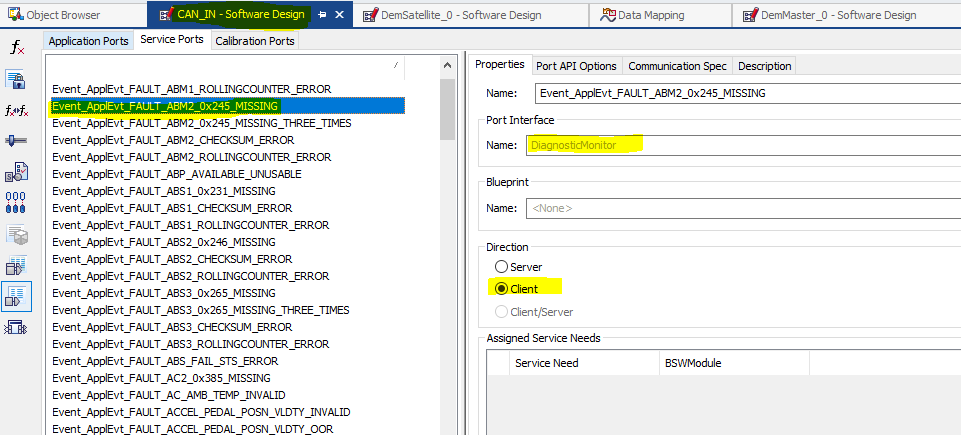 Object Browser
CAN_IN - Software Design
DemSatellite_0 - Software Design
Data Mapping
DemMaster_0 - Software Design
Application Ports
Service Ports
Calibration Ports
Event_ApplEvt_FAULT_ABM1_ROLLINGCOUNTER_ERROR
Event_ApplEvt_FAULT_ABM2_0x245_MISSING
Event_ApplEvt_FAULT_ABM2_0x245_MISSING_THREE_TIMES
Event_ApplEvt_FAULT_ABM2_CHECKSUM_ERROR
Event_ApplEvt_FAULT_ABM2_ROLLINGCOUNTER_ERROR
Event_ApplEvt_FAULT_ABP_AVAILABLE_UNUSABLE
Event_ApplEvt_FAULT_ABS1_0x231_MISSING
Event_ApplEvt_FAULT_ABS1_CHECKSUM_ERROR
Event_ApplEvt_FAULT_ABS1_ROLLINGCOUNTER_ERROR
Event_ApplEvt_FAULT_ABS2_0x246_MISSING
Event_ApplEvt_FAULT_ABS2_CHECKSUM_ERROR
Event_ApplEvt_FAULT_ABS2_ROLLINGCOUNTER_ERROR
Event_ApplEvt_FAULT_ABS3_0x265_MISSING
Event_ApplEvt_FAULT_ABS3_0x265_MISSING_THREE_TIMES
Event_ApplEvt_FAULT_ABS3_CHECKSUM_ERROR
Event_ApplEvt_FAULT_ABS3_ROLLINGCOUNTER_ERROR
Event_ApplEvt_FAULT_ABS_FAIL_STS_ERROR
Event_ApplEvt_FAULT_AC2_0x385_MISSING
Event_ApplEvt_FAULT_AC_AMB_TEMP_INVALID
Event_ApplEvt_FAULT_ACCEL_PEDAL_POSN_VLDTY_INVALID
Event_ApplEvt_FAULT_ACCEL_PEDAL_POSN_VLDTY_OOR
Properties
Port API Options
Communication Spec
Description
Name: Event_ApplEvt_FAULT_ABM2_0x245_MISSING
Port Interface
Name: DiagnosticMonitor
Blueprint
Name: <None>
Direction
Server
Client
Client/Server
Assigned Service Needs
Service Need
BSWModule